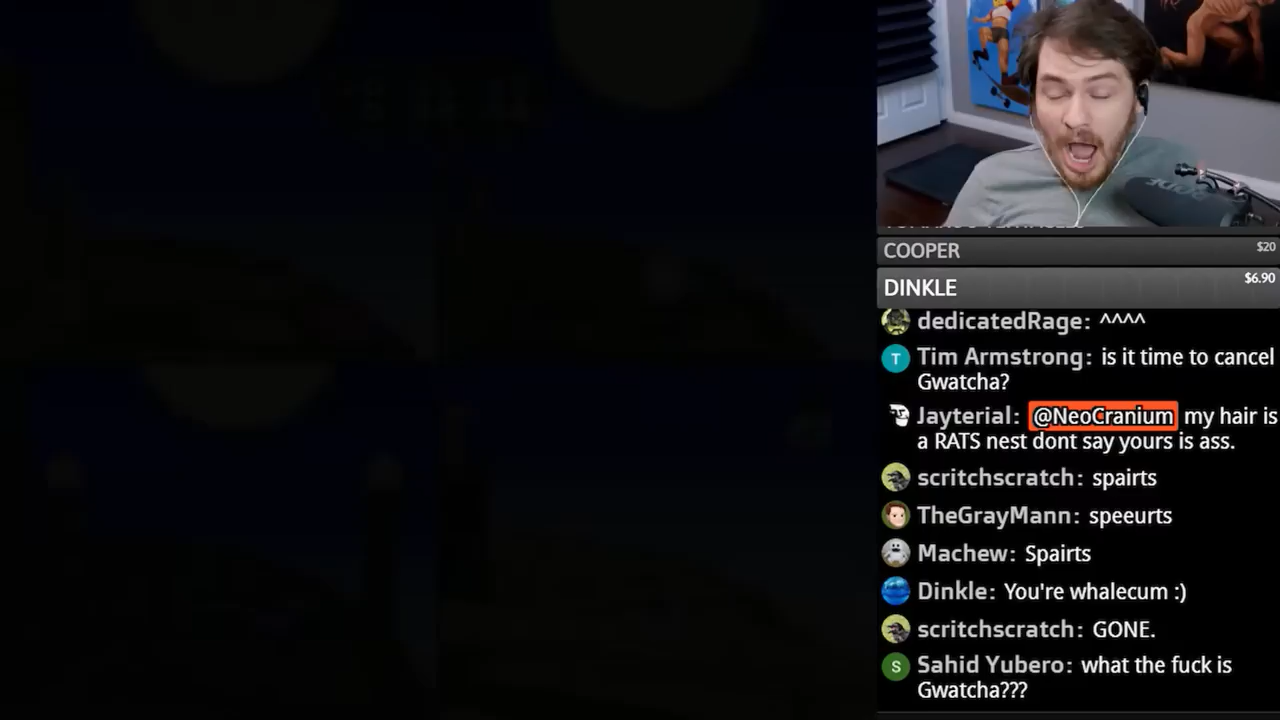 RODE
COOPER $20
DINKLE $6.90
dedicatedRage: ^^^^
Tim Armstrong: is it time to cancel
Gwatcha?
Jayterial: @NeoCranium my hair is
a RATS nest dont say yours is ass.
scritchscratch: spairts
TheGrayMann: speeurts
Machew: Spairts
Dinkle: You're whalecum :)
scritchscratch: GONE.
S
Sahid Yubero: what the fuck is
Gwatcha???